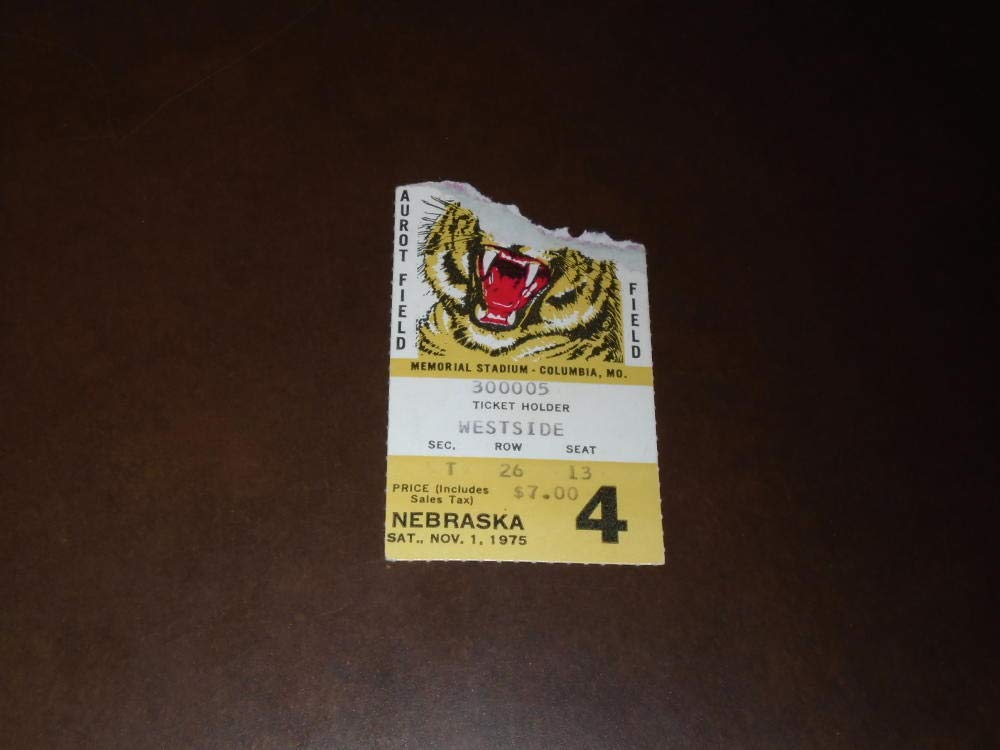 AUROT FIELD
FIELD
MEMORIAL STADIUM - COLUMBIA, MO.
300005
TICKET HOLDER
WESTSIDE
SEC. ROW SEAT
T 26 13
PRICE (Includes Sales Tax) $7.00
NEBRASKA
SAT., NOV. 1, 1975
4